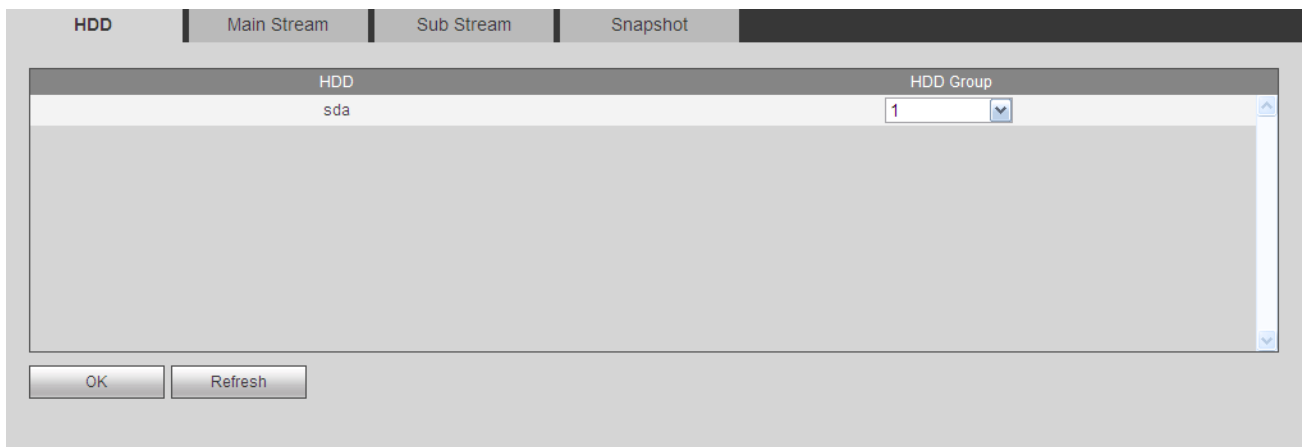 HDD Main Stream Sub Stream Snapshot
HDD HDD Group
sda 1
OK Refresh